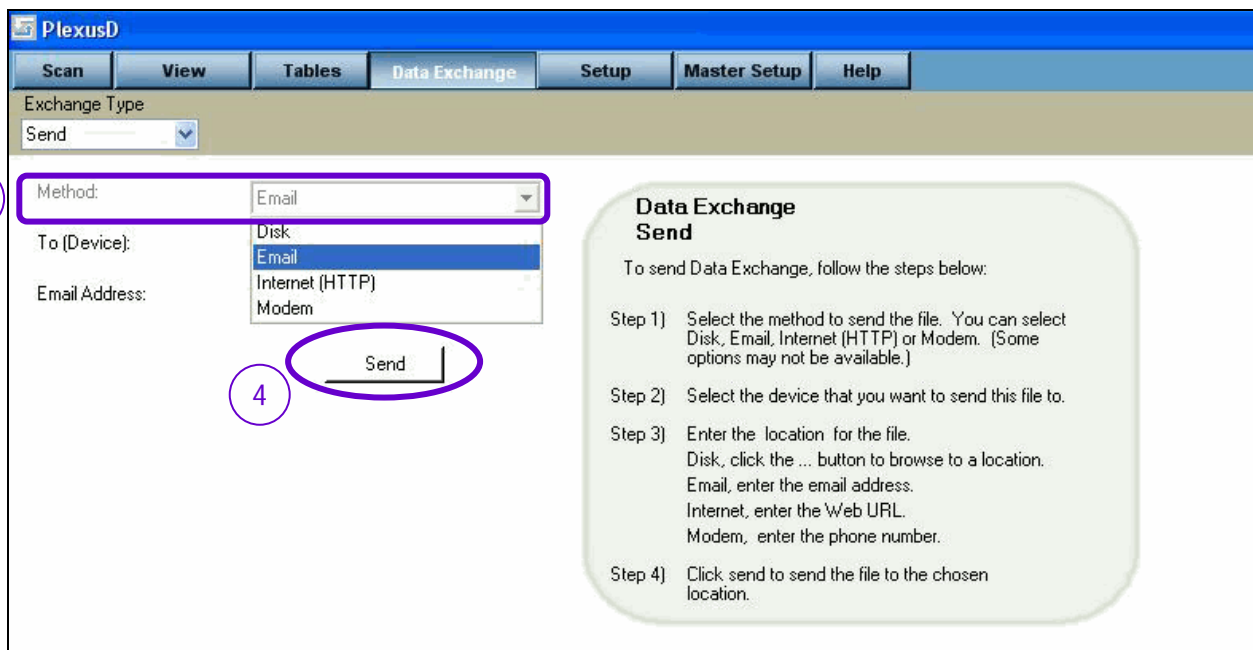 PlexusD
Scan View Tables Data Exchange Setup Master Setup Help
Exchange Type
Send
Method: Email
Disk
To (Device):
Email
Internet (HTTP)
Email Address:
Modem
Send
4
Data Exchange
Send
To send Data Exchange, follow the steps below:
Step 1) Select the method to send the file. You can select
Disk, Email, Internet (HTTP) or Modem. (Some
options may not be available.)
Step 2) Select the device that you want to send this file to.
Step 3) Enter the location for the file.
Disk, click the ... button to browse to a location.
Email, enter the email address.
Internet, enter the Web URL.
Modem, enter the phone number.
Step 4) Click send to send the file to the chosen
location.